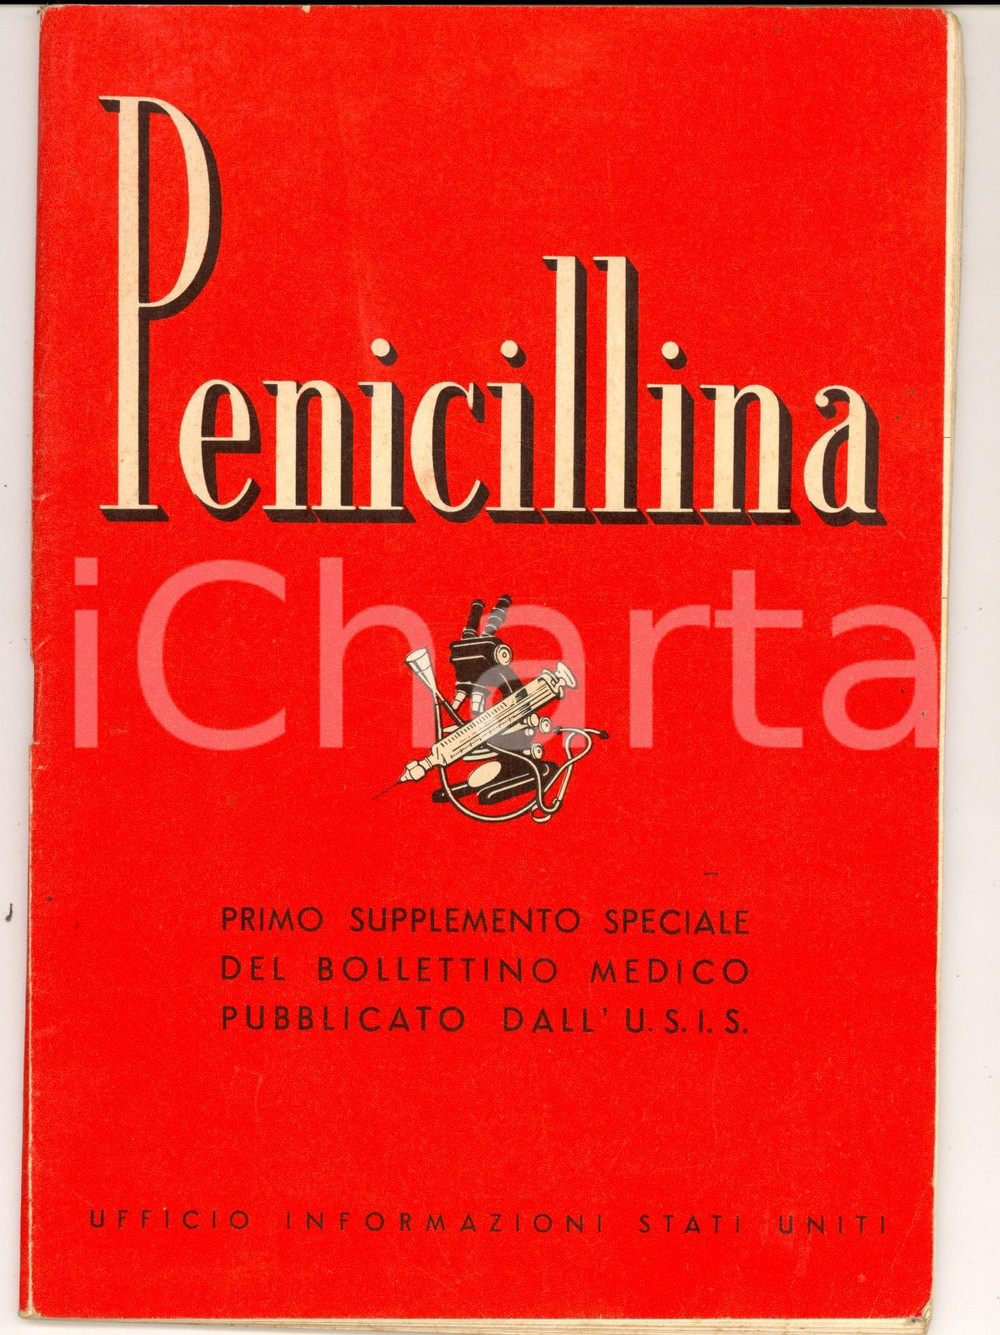 Penicillina
iCharta
PRIMO SUPPLEMENTO SPECIALE
DEL BOLLETTINO MEDICO
PUBBLICATO DALL' U.S.I.S.
UFFICIO INFORMAZIONI STATI UNITI